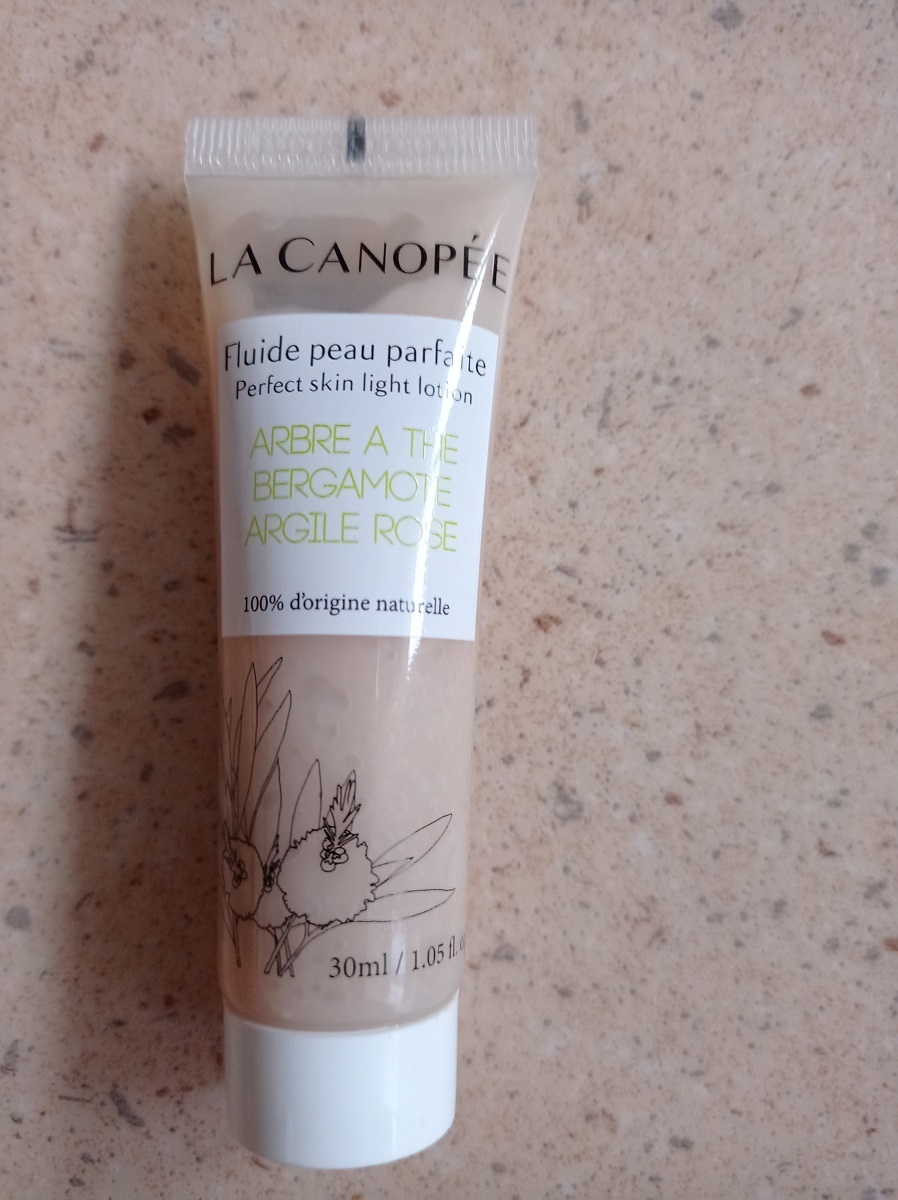 LA CANOPÉE
Fluide peau parfaite
Perfect skin light lotion
ARBRE A THE
BERGAMOTE
ARGILE ROSE
100% d'origine naturelle
30ml / 1.05 fl.